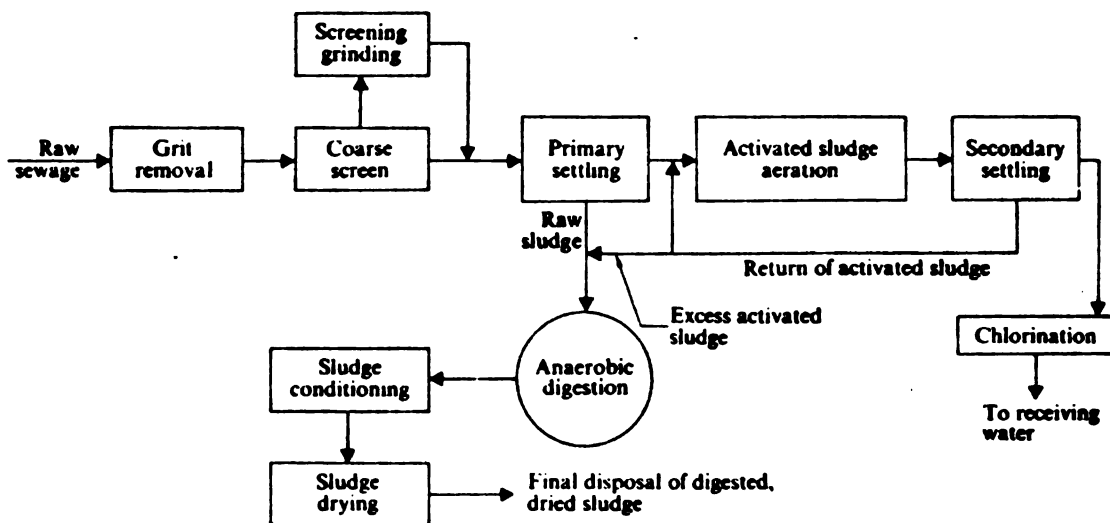 Screening
grinding
Raw
sewage
Grit
removal
Coarse
screen
Primary
settling
Activated sludge
aeration
Secondary
settling
Raw
sludge
Return of activated sludge
Excess activated
sludge
Chlorination
Sludge
conditioning
Anaerobic
digestion
To receiving
water
Sludge
drying
Final disposal of digested,
dried sludge